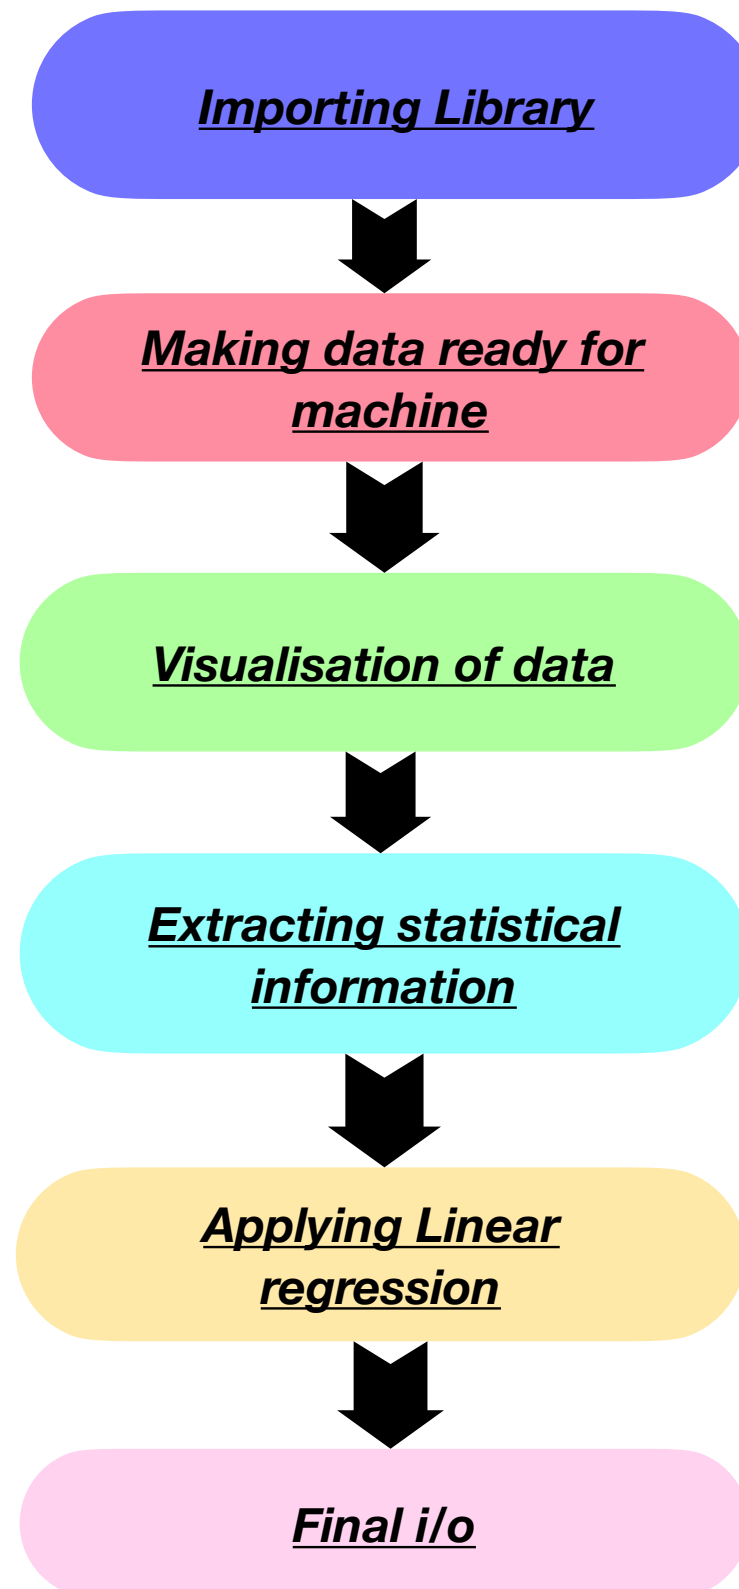 Importing Library
Making data ready for
machine
Visualisation of data
Extracting statistical
information
Applying Linear
regression
Final i/o